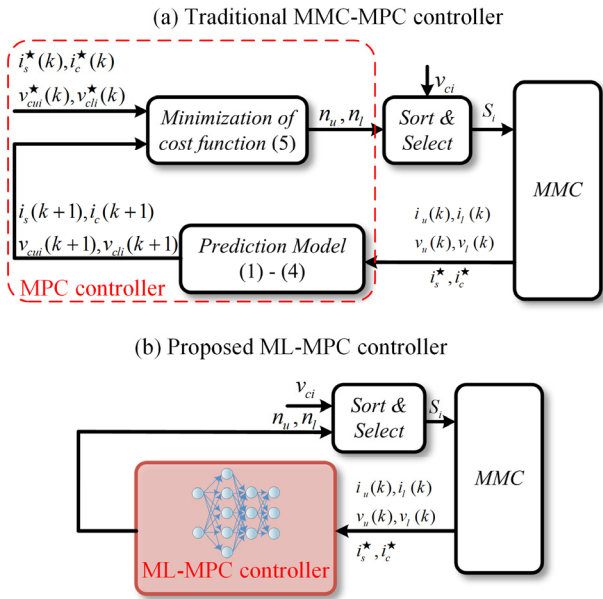 (a) Traditional MMC-MPC controller
i_s^★(k),i_c^★(k)
v_cui^★(k),v_cli^★(k)
Minimization of
cost function (5)
n_u,n_l
v_ci
Sort &
Select
S_i
MMC
i_s(k+1),i_c(k+1)
v_cui(k+1),v_cli(k+1)
Prediction Model
(1) - (4)
i_u(k),i_l(k)
v_u(k),v_l(k)
i_s^★,i_c^★
MPC controller
(b) Proposed ML-MPC controller
v_ci
n_u,n_l
Sort &
Select
S_i
MMC
i_u(k),i_l(k)
v_u(k),v_l(k)
i_s^★,i_c^★
ML-MPC controller